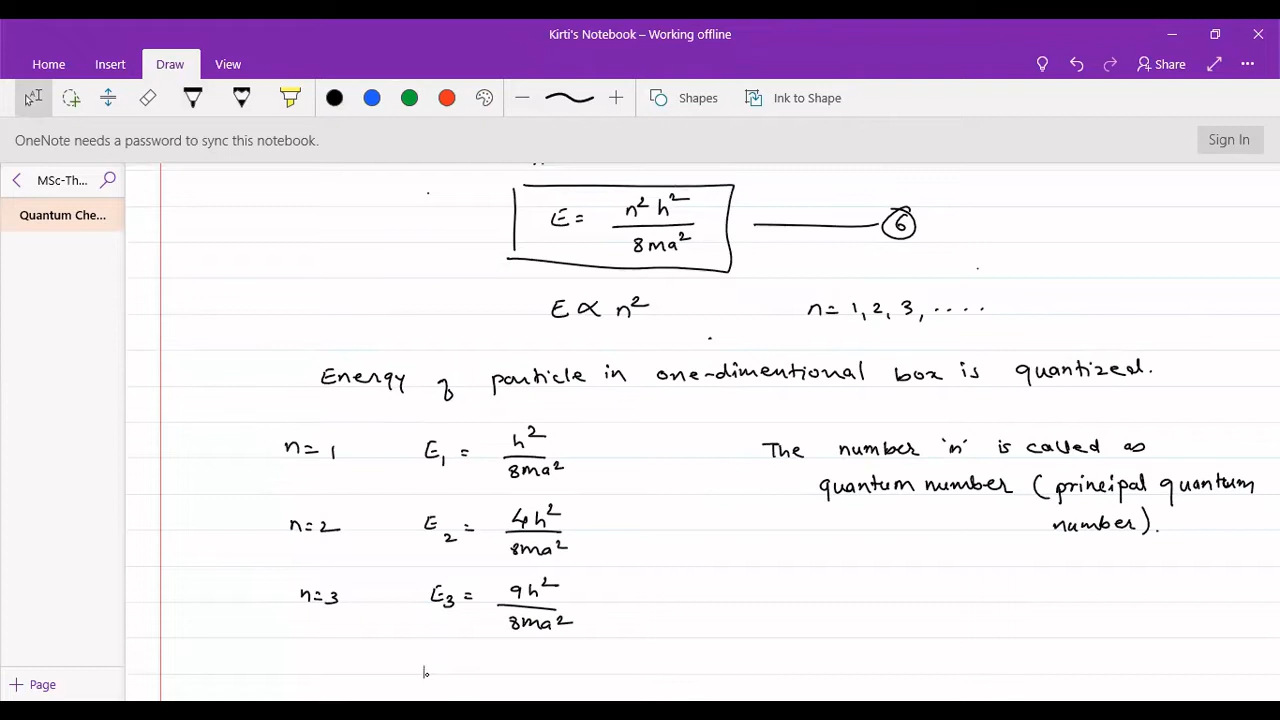 Kirti's Notebook – Working offline
Home Insert Draw View Share
Shapes Ink to Shape
OneNote needs a password to sync this notebook. Sign In
MSc-Th...
Quantum Che...
E = n² h² / 8ma² ——— ⑥
E ∝ n² n = 1, 2, 3, ....
Energy of particle in one-dimentional box is quantized.
n = 1 E₁ = h² / 8ma²
The number 'n' is called as
quantum number (principal quantum
number).
n = 2 E₂ = 4h² / 8ma²
n = 3 E₃ = 9h² / 8ma²
+ Page